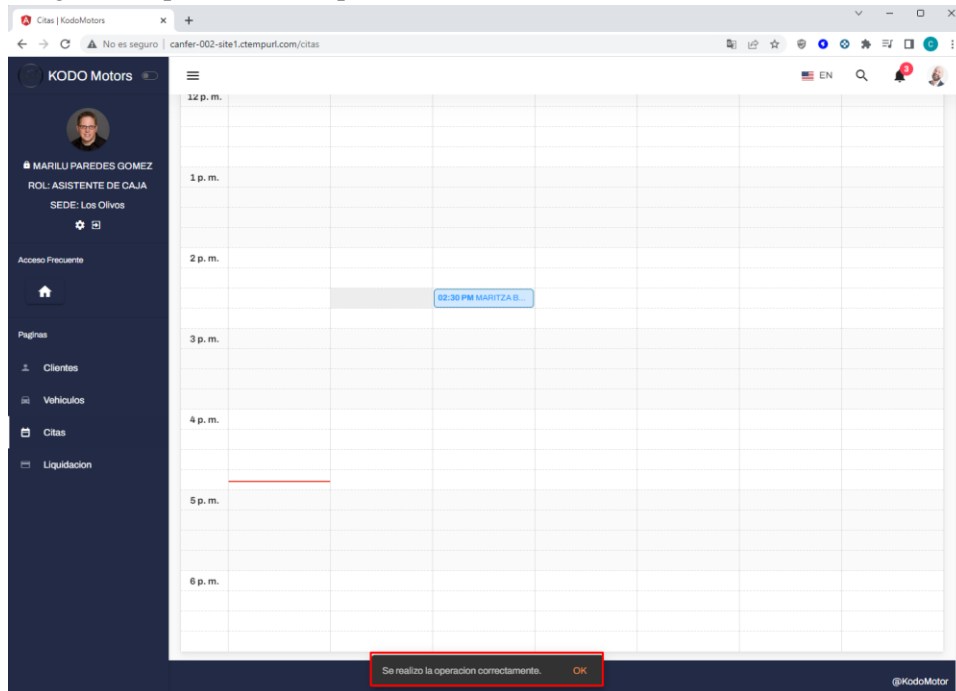 Citas | KodoMotors
No es seguro | canfer-002-site1.ctempurl.com/citas
KODO Motors
EN
3
MARILU PAREDES GOMEZ
ROL: ASISTENTE DE CAJA
SEDE: Los Olivos
Acceso Frecuente
Paginas
Clientes
Vehiculos
Citas
Liquidacion
12 p. m.
1 p. m.
2 p. m.
02:30 PM MARITZA B...
3 p. m.
4 p. m.
5 p. m.
6 p. m.
Se realizo la operacion correctamente. OK
@KodoMotor